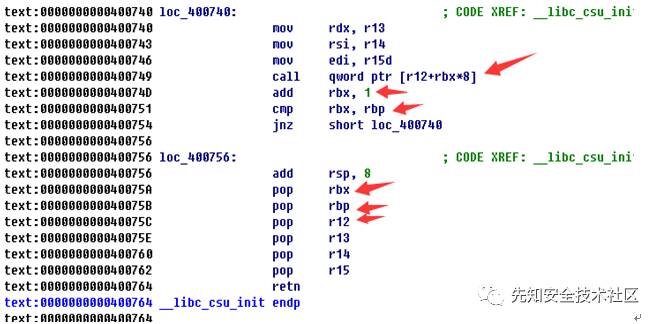 text:0000000000400740 loc_400740: ; CODE XREF: __libc_csu_ini
text:0000000000400740 mov rdx, r13
text:0000000000400743 mov rsi, r14
text:0000000000400746 mov edi, r15d
text:0000000000400749 call qword ptr [r12+rbx*8]
text:000000000040074D add rbx, 1
text:0000000000400751 cmp rbx, rbp
text:0000000000400754 jnz short loc_400740
text:0000000000400756
text:0000000000400756 loc_400756: ; CODE XREF: __libc_csu_ini
text:0000000000400756 add rsp, 8
text:000000000040075A pop rbx
text:000000000040075B pop rbp
text:000000000040075C pop r12
text:000000000040075E pop r13
text:0000000000400760 pop r14
text:0000000000400762 pop r15
text:0000000000400764 retn
text:0000000000400764 __libc_csu_init endp
text:0000000000400764
先知安全技术社区